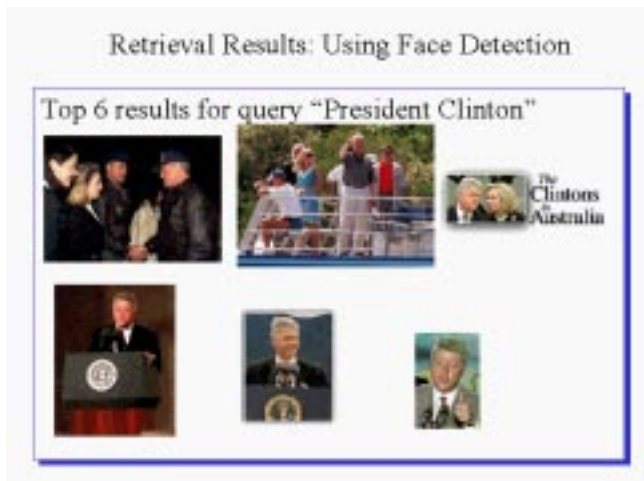 Retrieval Results: Using Face Detection
Top 6 results for query “President Clinton”
The
Clintons
in
Australia